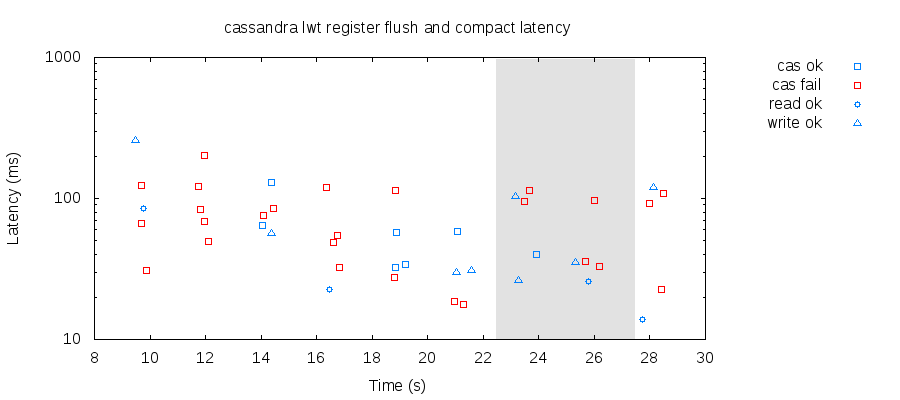 cassandra lwt register flush and compact latency
1000
100
10
Latency (ms)
8 10 12 14 16 18 20 22 24 26 28 30
Time (s)
cas ok
cas fail
read ok
write ok